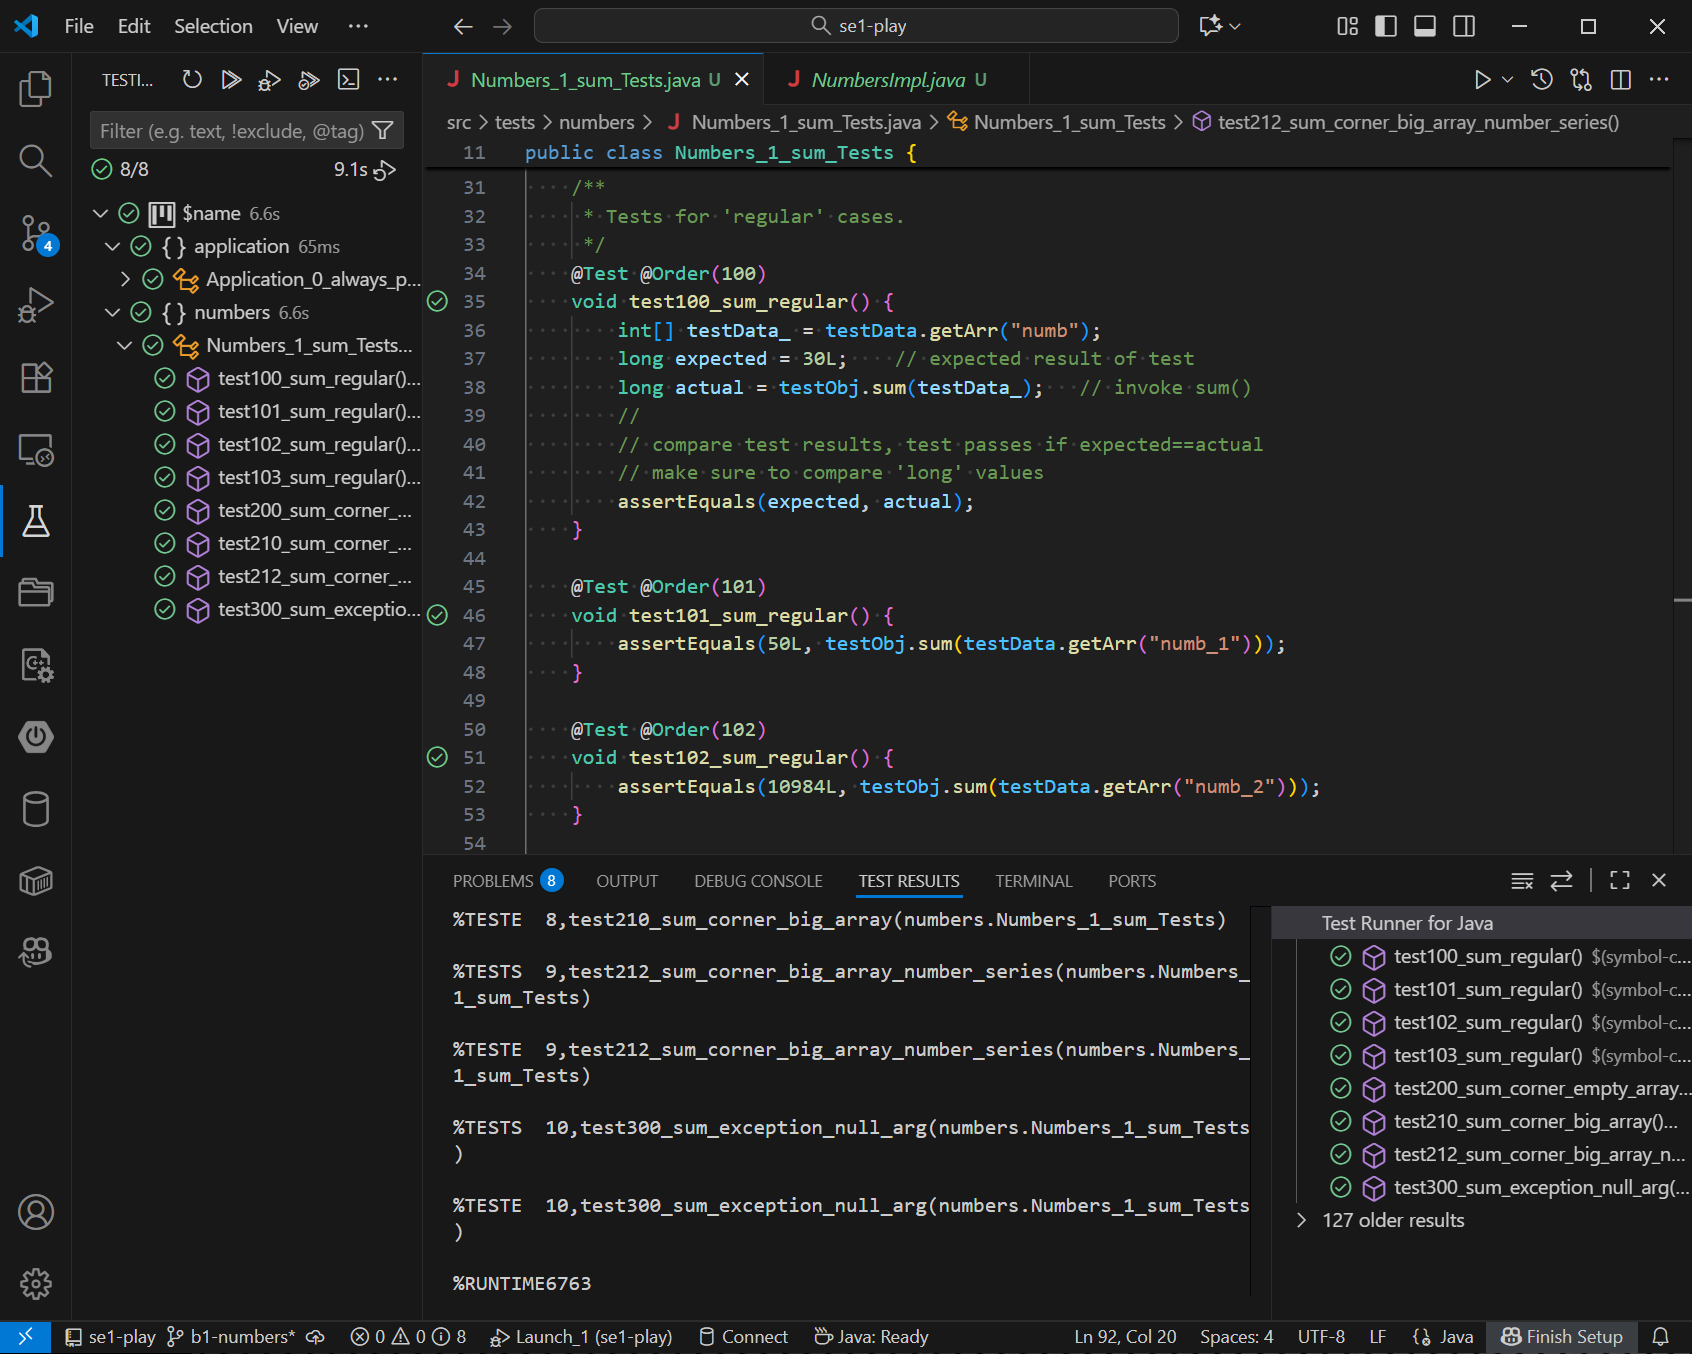 File Edit Selection View ···
se1-play
TESTI...
Filter (e.g. text, !exclude, @tag)
8/8 9.1s
$name 6.6s
{ } application 65ms
Application_0_always_p...
{ } numbers 6.6s
Numbers_1_sum_Tests...
test100_sum_regular()...
test101_sum_regular()...
test102_sum_regular()...
test103_sum_regular()...
test200_sum_corner_...
test210_sum_corner_...
test212_sum_corner_...
test300_sum_exceptio...
4
J Numbers_1_sum_Tests.java U
J NumbersImpl.java U
src > tests > numbers > J Numbers_1_sum_Tests.java > Numbers_1_sum_Tests > test212_sum_corner_big_array_number_series()
11 public class Numbers_1_sum_Tests {
31 /**
32 * Tests for 'regular' cases.
33 */
34 @Test @Order(100)
35 void test100_sum_regular() {
36 int[] testData_ = testData.getArr("numb");
37 long expected = 30L; // expected result of test
38 long actual = testObj.sum(testData_); // invoke sum()
39 //
40 // compare test results, test passes if expected==actual
41 // make sure to compare 'long' values
42 assertEquals(expected, actual);
43 }
44
45 @Test @Order(101)
46 void test101_sum_regular() {
47 assertEquals(50L, testObj.sum(testData.getArr("numb_1")));
48 }
49
50 @Test @Order(102)
51 void test102_sum_regular() {
52 assertEquals(10984L, testObj.sum(testData.getArr("numb_2")));
53 }
54
PROBLEMS 8 OUTPUT DEBUG CONSOLE TEST RESULTS TERMINAL PORTS
%TESTE 8,test210_sum_corner_big_array(numbers.Numbers_1_sum_Tests)
%TESTS 9,test212_sum_corner_big_array_number_series(numbers.Numbers_
1_sum_Tests)
%TESTE 9,test212_sum_corner_big_array_number_series(numbers.Numbers_
1_sum_Tests)
%TESTS 10,test300_sum_exception_null_arg(numbers.Numbers_1_sum_Tests
)
%TESTE 10,test300_sum_exception_null_arg(numbers.Numbers_1_sum_Tests
)
%RUNTIME6763
Test Runner for Java
test100_sum_regular() $(symbol-c...
test101_sum_regular() $(symbol-c...
test102_sum_regular() $(symbol-c...
test103_sum_regular() $(symbol-c...
test200_sum_corner_empty_array...
test210_sum_corner_big_array()...
test212_sum_corner_big_array_n...
test300_sum_exception_null_arg(...
127 older results
se1-play b1-numbers* 0 0 8 Launch_1 (se1-play) Connect Java: Ready Ln 92, Col 20 Spaces: 4 UTF-8 LF Java Finish Setup